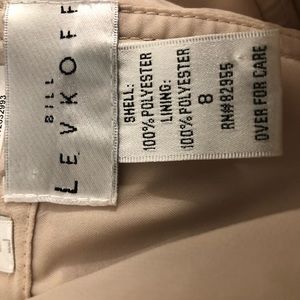 BILL
LEVKOFF
SHELL:
100% POLYESTER
LINING:
100% POLYESTER
8
RN#82955
OVER FOR CARE